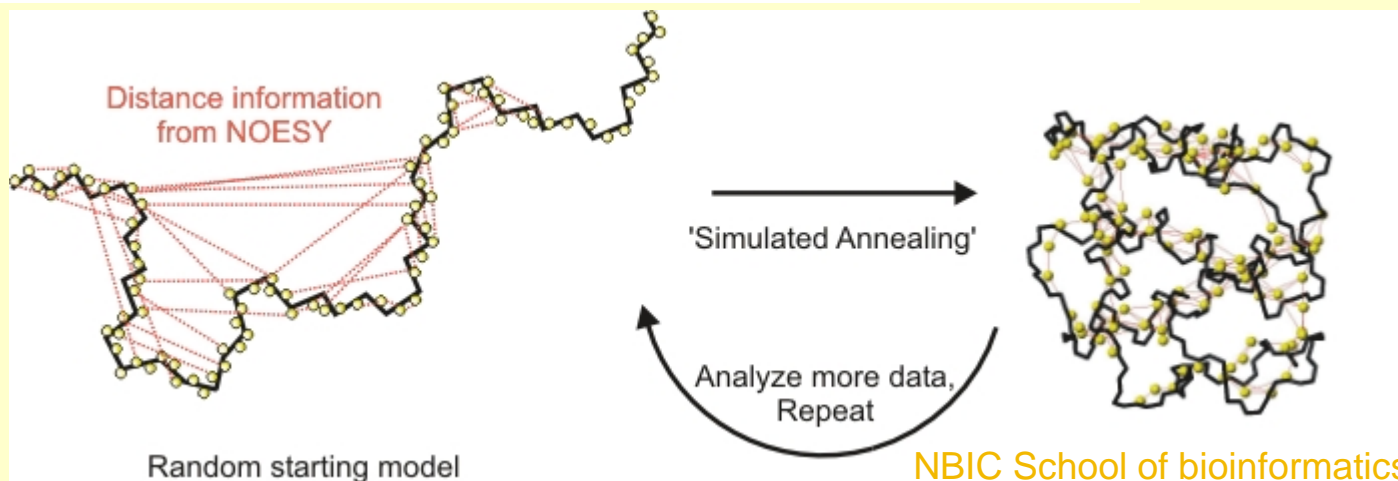 Distance information
from NOESY
'Simulated Annealing'
Analyze more data,
Repeat
Random starting model
NBIC School of bioinformatics